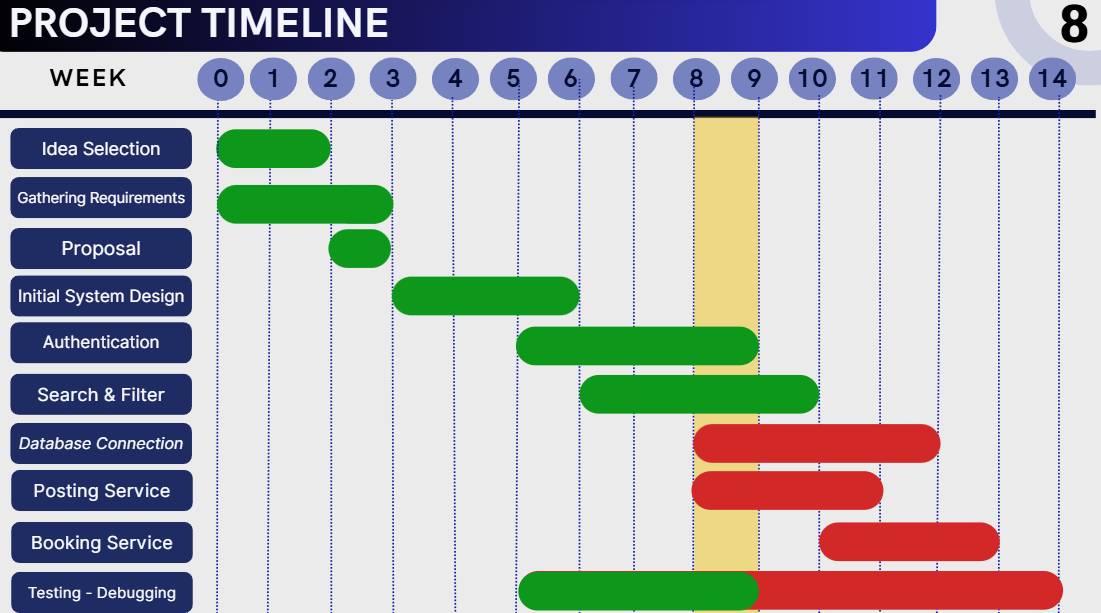 PROJECT TIMELINE
8
WEEK 0 1 2 3 4 5 6 7 8 9 10 11 12 13 14
Idea Selection
Gathering Requirements
Proposal
Initial System Design
Authentication
Search & Filter
Database Connection
Posting Service
Booking Service
Testing - Debugging